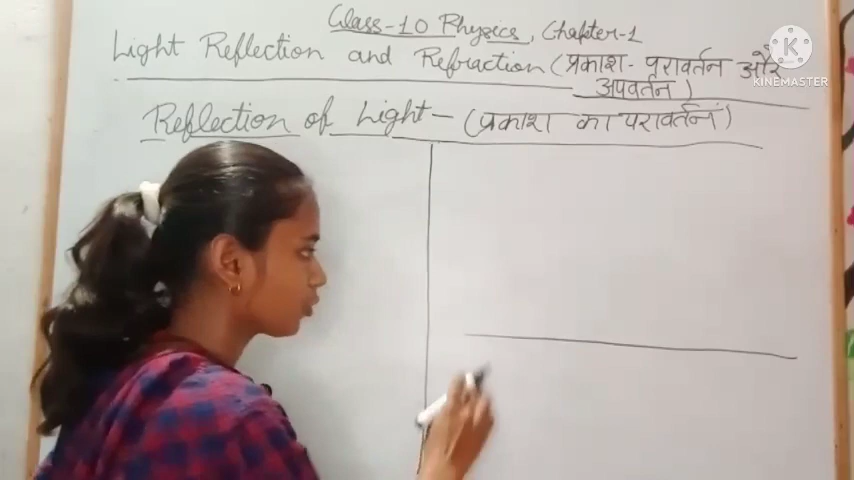 Class-10 Physics, Chapter-1
Light Reflection and Refraction (प्रकाश- परावर्तन और
अपवर्तन)
Reflection of Light - (प्रकाश का परावर्तन)
KINEMASTER